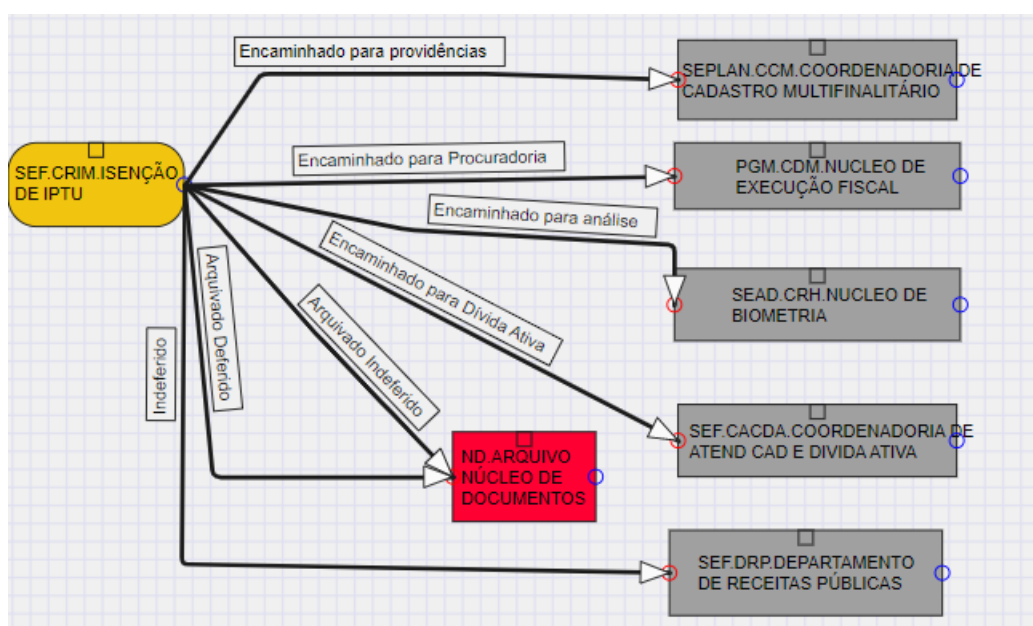 Encaminhado para providências
SEPLAN.CCM.COORDENADORIA DE
CADASTRO MULTIFINALITÁRIO
SEF.CRIM.ISENÇÃO
DE IPTU
Encaminhado para Procuradoria
PGM.CDM.NUCLEO DE
EXECUÇÃO FISCAL
Encaminhado para análise
SEAD.CRH.NUCLEO DE
BIOMETRIA
Encaminhado para Dívida Ativa
Arquivado Deferido
Arquivado Indeferido
Indeferido
SEF.CACDA.COORDENADORIA DE
ATEND CAD E DIVIDA ATIVA
ND.ARQUIVO
NÚCLEO DE
DOCUMENTOS
SEF.DRP.DEPARTAMENTO
DE RECEITAS PÚBLICAS